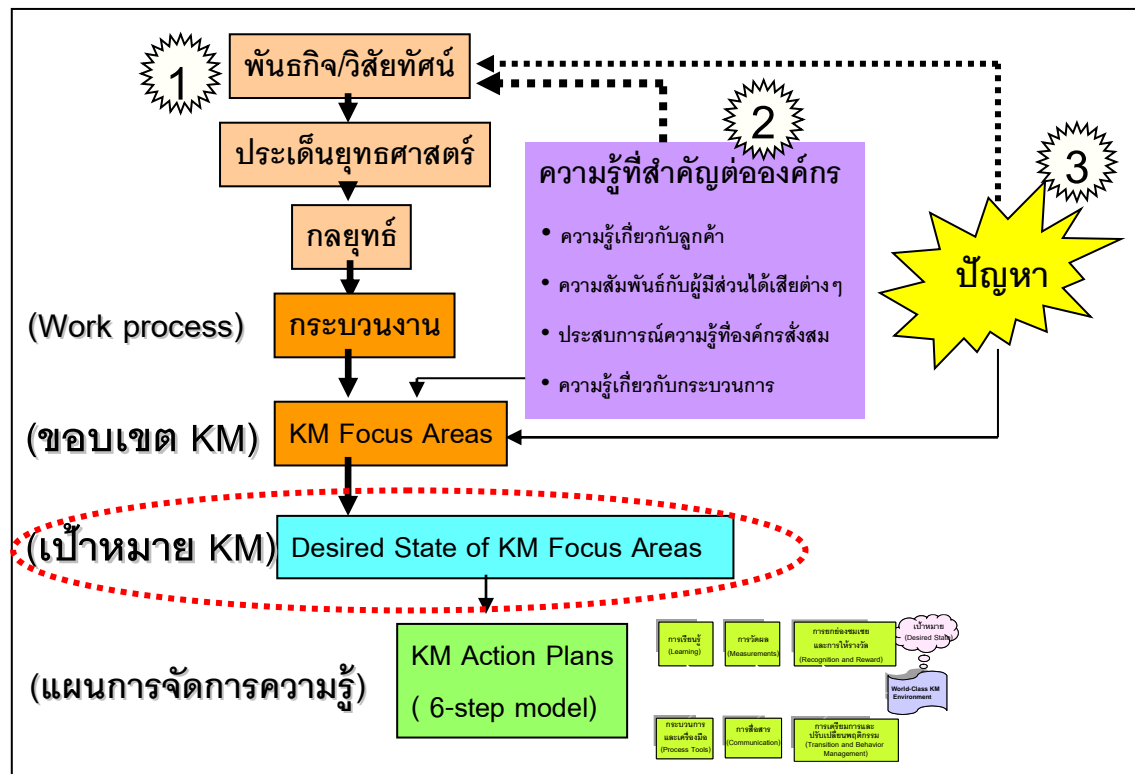 1
พันธกิจ/วิสัยทัศน์
ประเด็นยุทธศาสตร์
กลยุทธ์
(Work process)
กระบวนงาน
2
ความรู้ที่สำคัญต่อองค์กร
• ความรู้เกี่ยวกับลูกค้า
• ความสัมพันธ์กับผู้มีส่วนได้เสียต่างๆ
• ประสบการณ์ความรู้ที่องค์กรสั่งสม
• ความรู้เกี่ยวกับกระบวนการ
3
ปัญหา
(ขอบเขต KM)
KM Focus Areas
(เป้าหมาย KM)
Desired State of KM Focus Areas
(แผนการจัดการความรู้)
KM Action Plans
( 6-step model)
การเรียนรู้
(Learning)
การวัดผล
(Measurements)
การยกย่องชมเชย
และการให้รางวัล
(Recognition and Reward)
เป้าหมาย
(Desired State)
World-Class KM
Environment
กระบวนการ
และเครื่องมือ
(Process Tools)
การสื่อสาร
(Communication)
การเตรียมการและ
ปรับเปลี่ยนพฤติกรรม
(Transition and Behavior
Management)